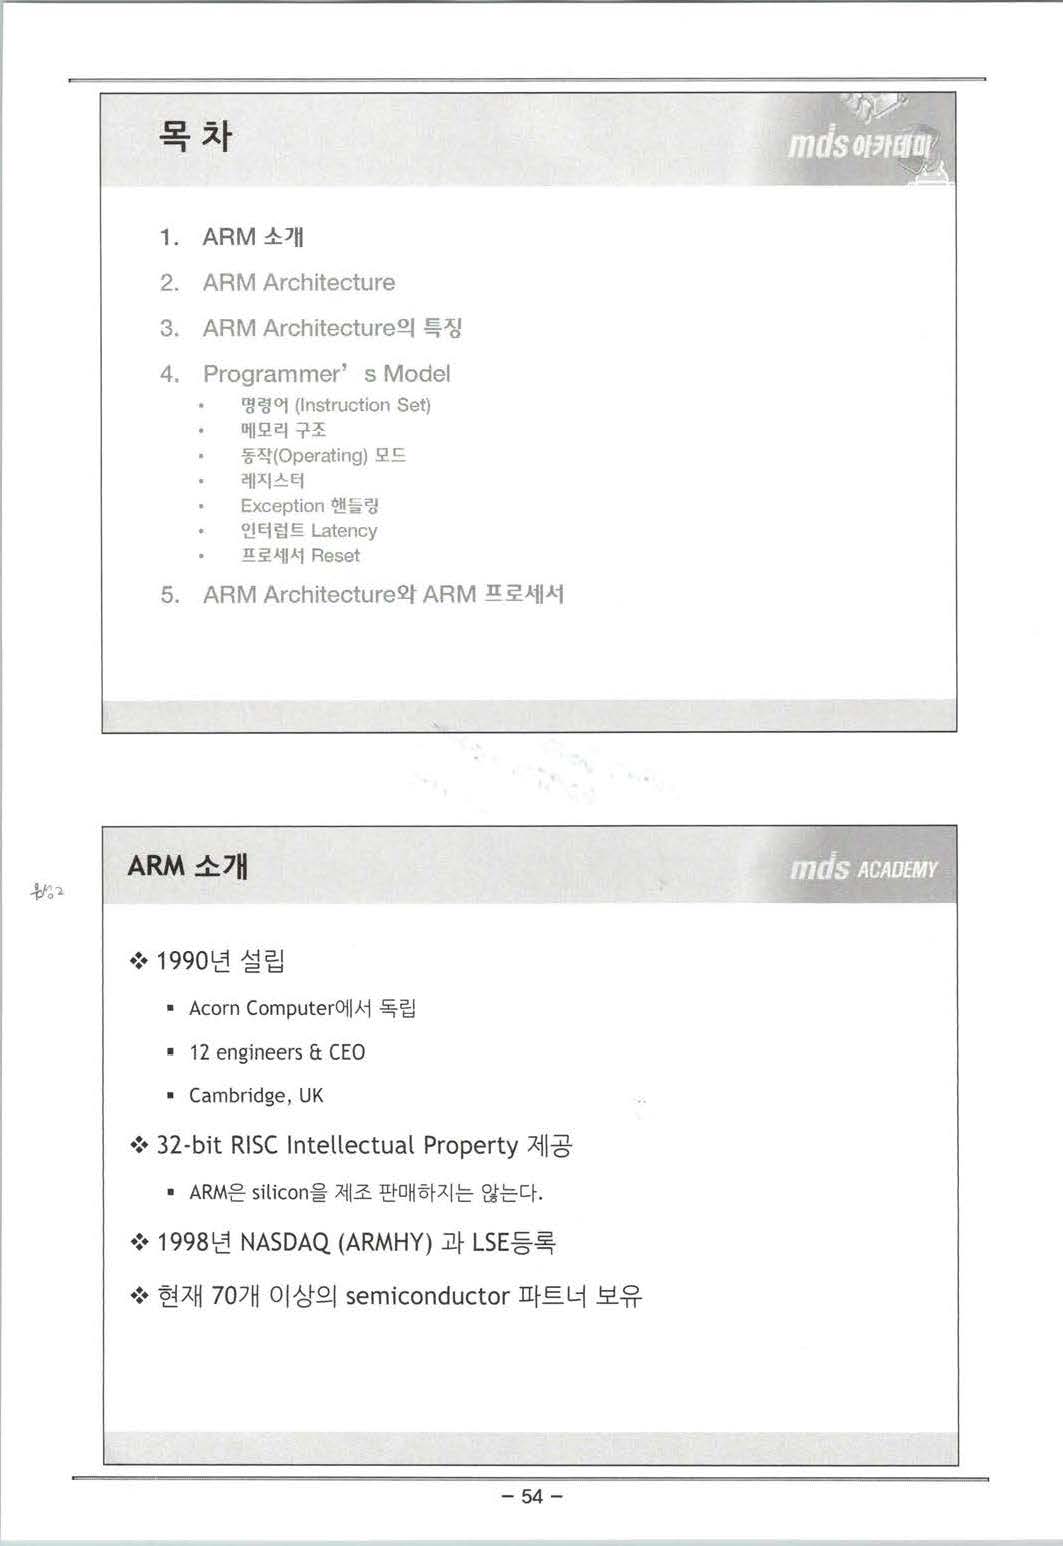 목 차
mds 아카데미
1. ARM 소개
2. ARM Architecture
3. ARM Architecture의 특징
4. Programmer’ s Model
• 명령어 (Instruction Set)
• 메모리 구조
• 동작(Operating) 모드
• 레지스터
• Exception 핸들링
• 인터럽트 Latency
• 프로세서 Reset
5. ARM Architecture와 ARM 프로세서
ARM 소개
mds ACADEMY
❖ 1990년 설립
▪ Acorn Computer에서 독립
▪ 12 engineers & CEO
▪ Cambridge, UK
❖ 32-bit RISC Intellectual Property 제공
▪ ARM은 silicon을 제조 판매하지는 않는다.
❖ 1998년 NASDAQ (ARMHY) 과 LSE등록
❖ 현재 70개 이상의 semiconductor 파트너 보유
- 54 -